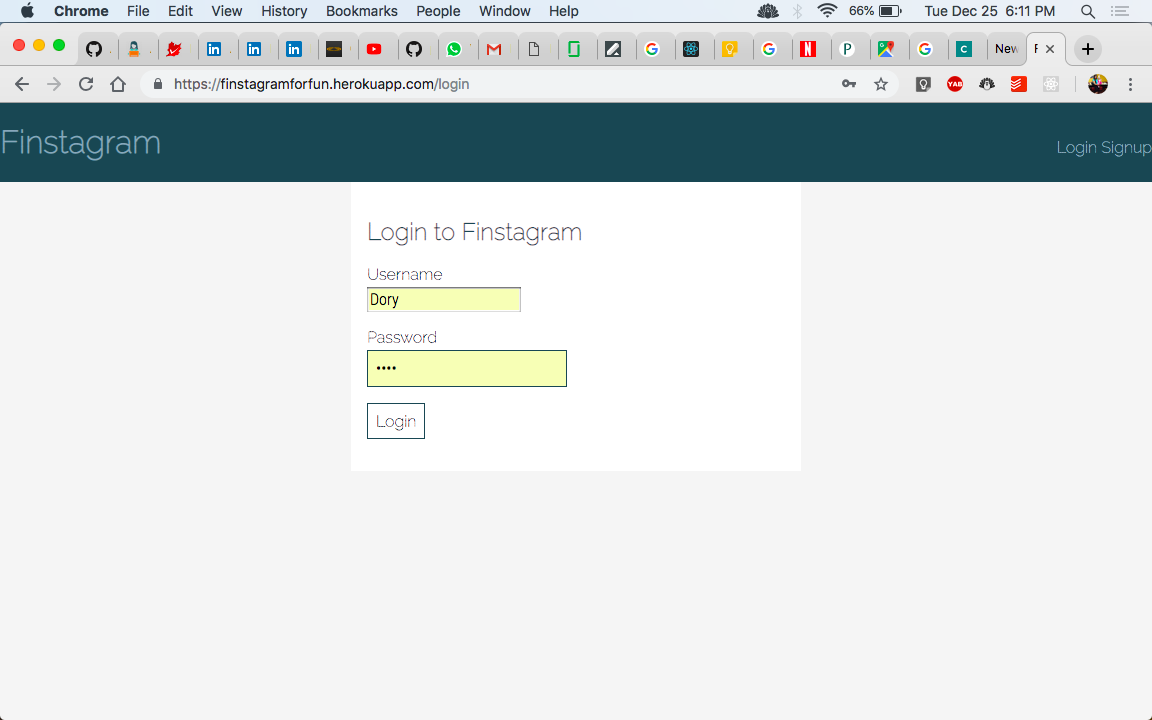 Chrome File Edit View History Bookmarks People Window Help 66% Tue Dec 25 6:11 PM
New
https://finstagramforfun.herokuapp.com/login
YAB
Finstagram
Login Signup
Login to Finstagram
Username
Dory
Password
••••
Login